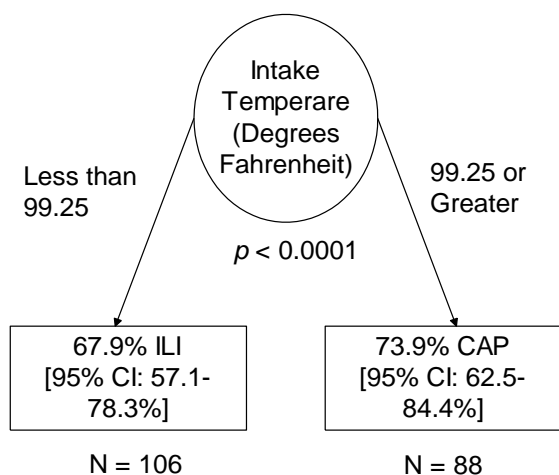 Intake
Temperare
(Degrees
Fahrenheit)
Less than
99.25
99.25 or
Greater
p < 0.0001
67.9% ILI
[95% CI: 57.1-
78.3%]
73.9% CAP
[95% CI: 62.5-
84.4%]
N = 106
N = 88